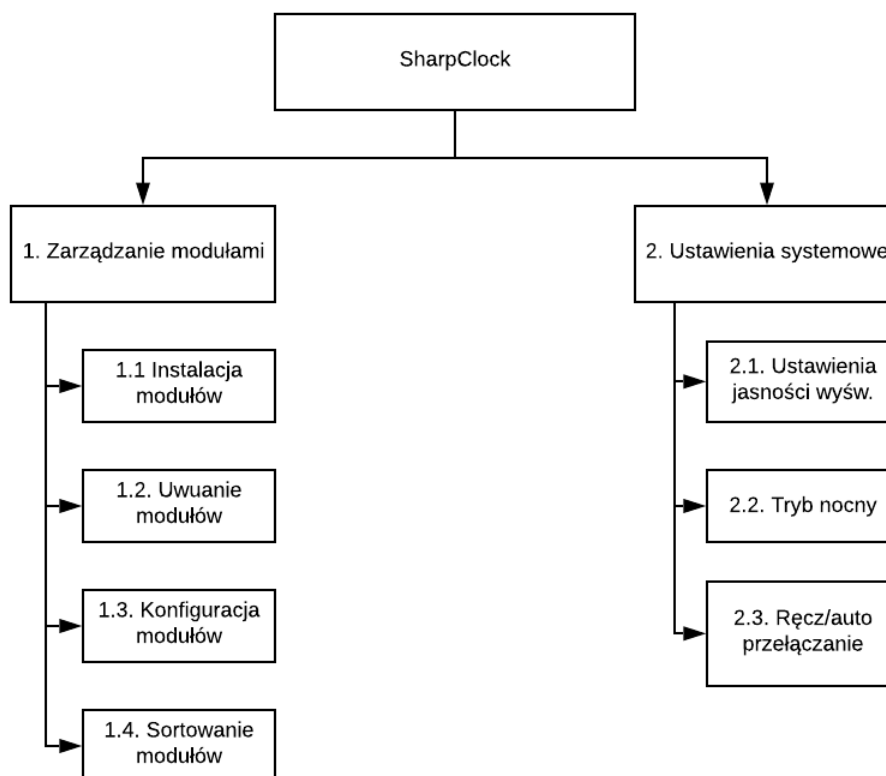 SharpClock
1. Zarządzanie modułami
1.1 Instalacja
modułów
1.2. Uwuanie
modułów
1.3. Konfiguracja
modułów
1.4. Sortowanie
modułów
2. Ustawienia systemowe
2.1. Ustawienia
jasności wyśw.
2.2. Tryb nocny
2.3. Ręcz/auto
przełączanie